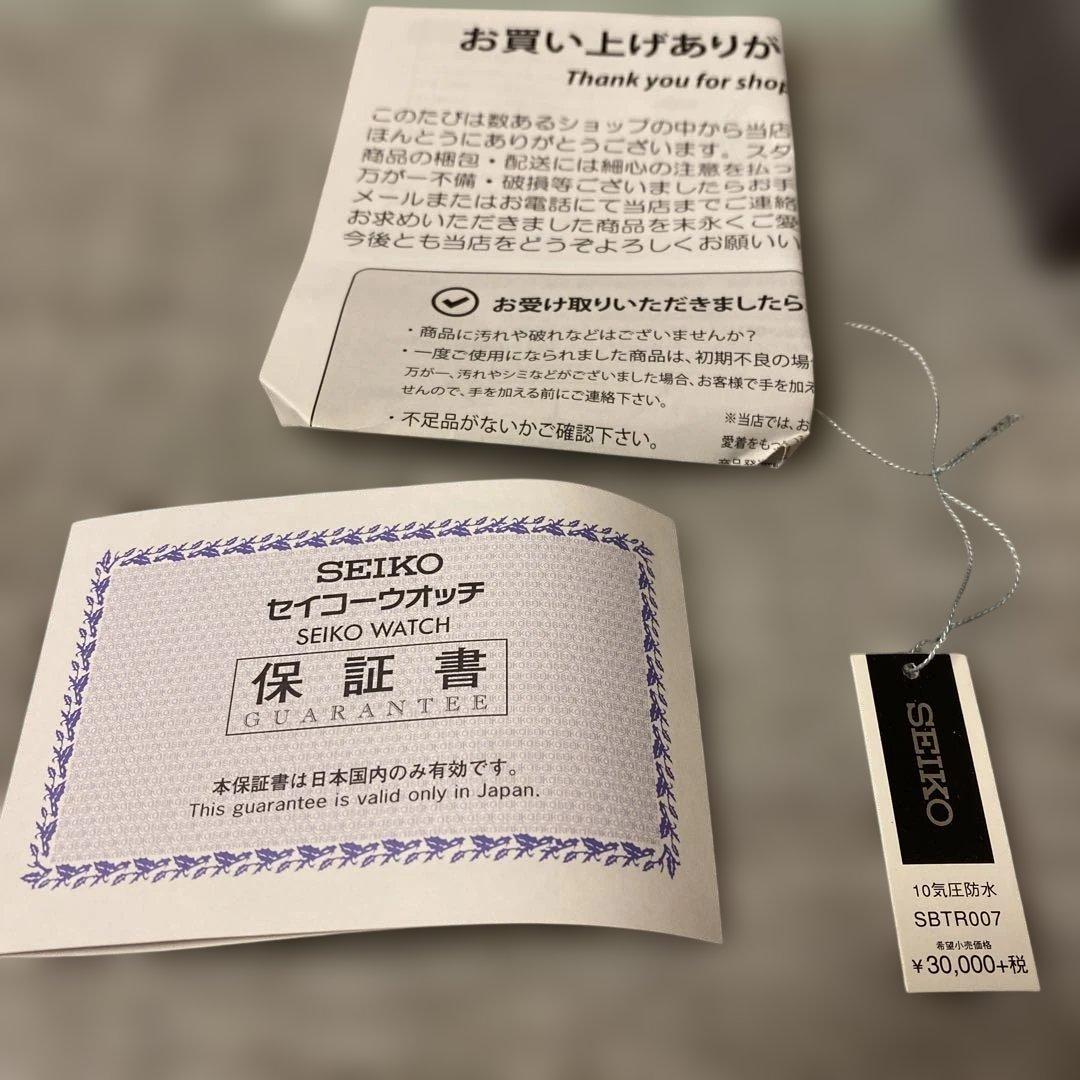 お買い上げありが
Thank you for shop
このたびは数あるショップの中から当店
ほんとうにありがとうございます。スタ
商品の梱包・配送には細心の注意を払っ
万が一不備・破損等ございましたらお手
メールまたはお電話にて当店までご連絡
お求めいただきました商品を末永くご愛
今後とも当店をどうぞよろしくお願いい
お受け取りいただきましたら
・商品に汚れや破れなどはございませんか?
・一度ご使用になられました商品は、初期不良の場
万が一、汚れやシミなどがございました場合、お客様で手を加え
せんので、手を加える前にご連絡下さい。
・不足品がないかご確認下さい。
※当店では、お
愛着をもっ
SEIKO
セイコーウオッチ
SEIKO WATCH
保証書
GUARANTEE
本保証書は日本国内のみ有効です。
This guarantee is valid only in Japan.
SEIKO
10気圧防水
SBTR007
希望小売価格
¥30,000+税